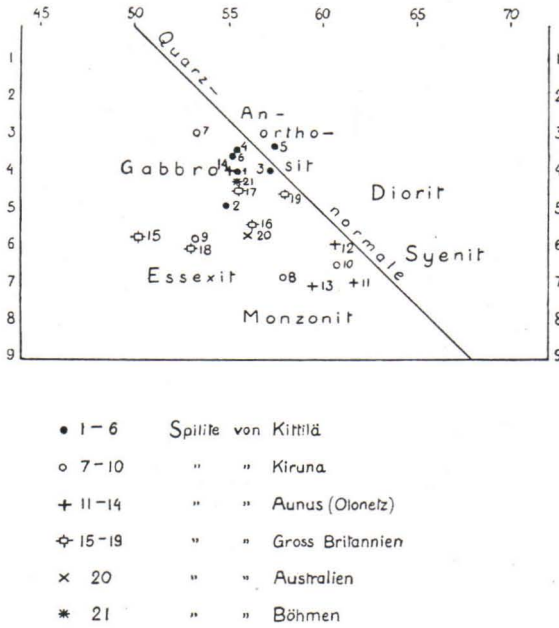 45 50 55 60 65 70
1 1
2 2
Quarz-
An-
3 7 ortho- 3
4 5
6
4 Gabbro 14 1 3 sit 4
21
17 19 Diorit
5 2 5
normale
16
15 9 20
6 18 12 Syenit 6
10
Essexit 8
7 13 11 7
8 Monzonit 8
9 9
1-6 Spilite von Kittilä
7-10 " " Kiruna
11-14 " " Aunus (Olonetz)
15-19 " " Gross Britannien
20 " " Australien
21 " " Böhmen